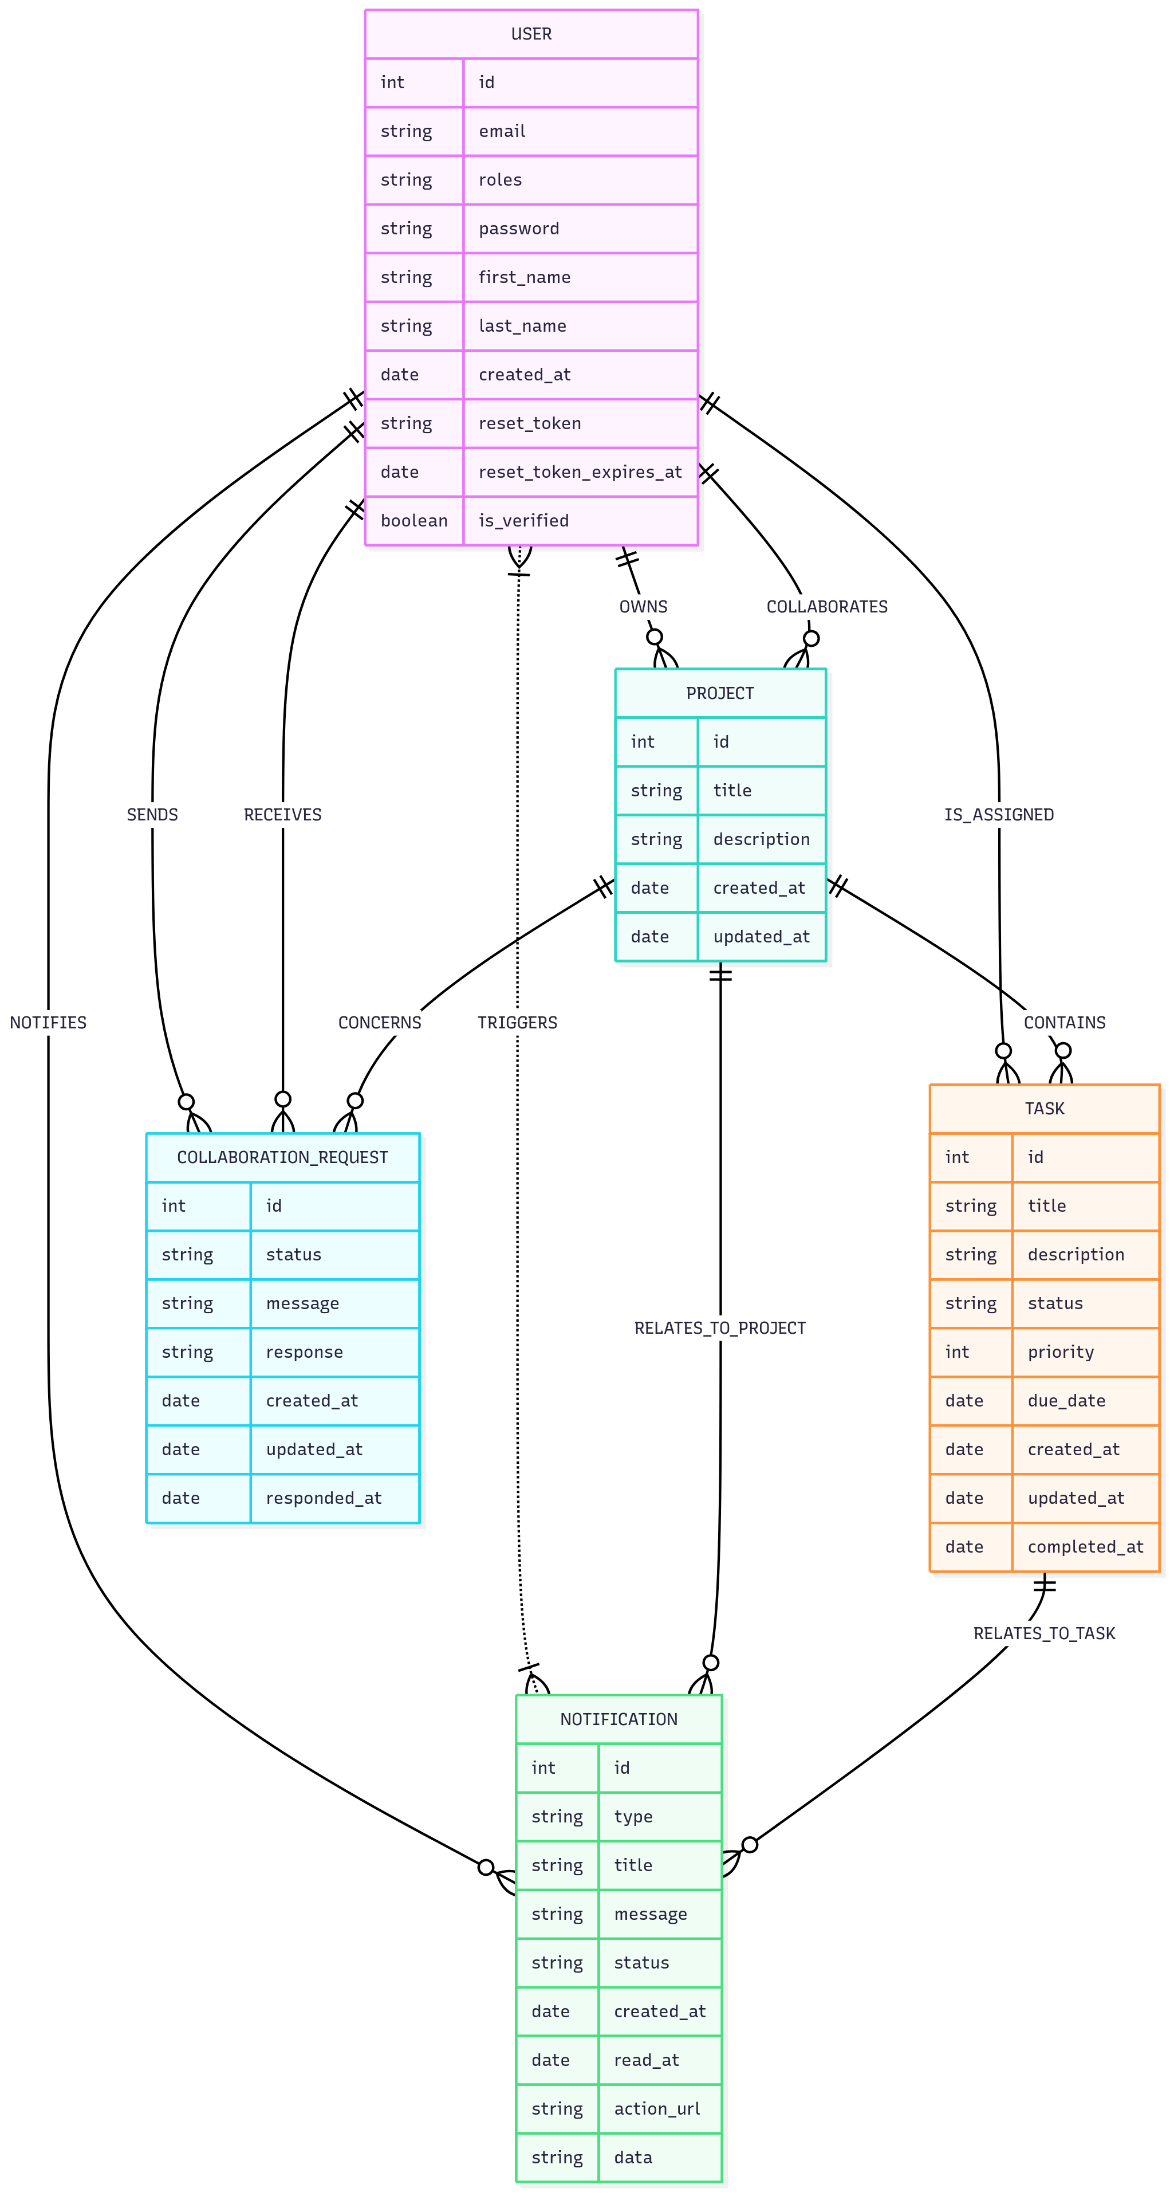 USER
int id
string email
string roles
string password
string first_name
string last_name
date created_at
string reset_token
date reset_token_expires_at
boolean is_verified
OWNS
COLLABORATES
PROJECT
int id
string title
string description
date created_at
date updated_at
SENDS
RECEIVES
IS_ASSIGNED
NOTIFIES
CONCERNS
TRIGGERS
CONTAINS
COLLABORATION_REQUEST
int id
string status
string message
string response
date created_at
date updated_at
date responded_at
TASK
int id
string title
string description
string status
int priority
date due_date
date created_at
date updated_at
date completed_at
RELATES_TO_PROJECT
RELATES_TO_TASK
NOTIFICATION
int id
string type
string title
string message
string status
date created_at
date read_at
string action_url
string data